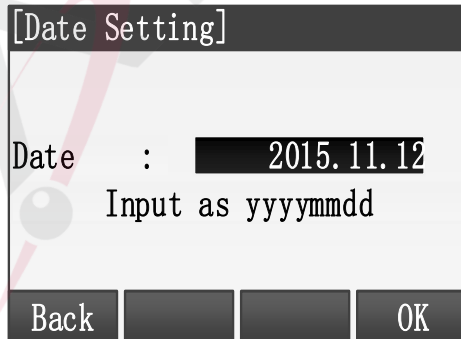 [Date Setting]
Date : 2015.11.12
Input as yyyymmdd
Back OK